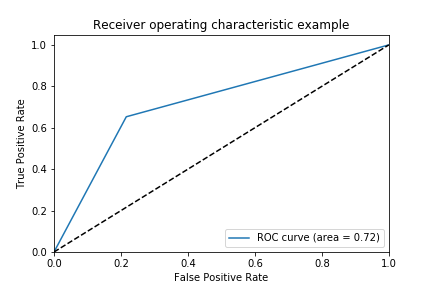 Receiver operating characteristic example
1.0
0.8
0.6
0.4
0.2
0.0
True Positive Rate
ROC curve (area = 0.72)
0.0 0.2 0.4 0.6 0.8 1.0
False Positive Rate